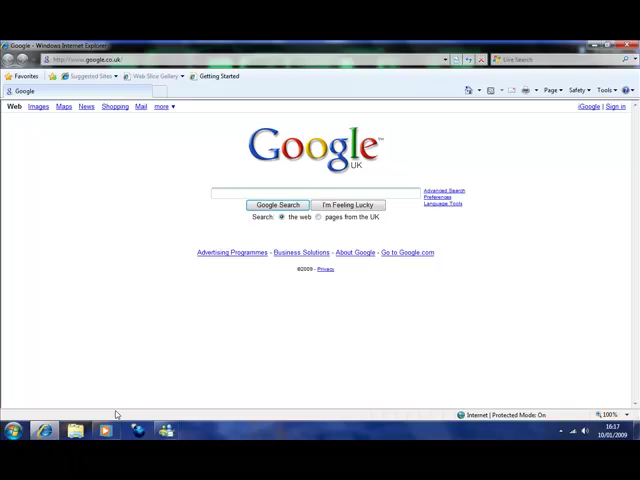 Google - Windows Internet Explorer
http://www.google.co.uk
Live Search
Favorites Suggested Sites Web Slice Gallery Getting Started
Google
Page Safety Tools
Web Images Maps News Shopping Mail more
iGoogle | Sign in
Google™
UK
Advanced Search
Preferences
Language Tools
Google Search I'm Feeling Lucky
Search: the web pages from the UK
Advertising Programmes - Business Solutions - About Google - Go to Google.com
©2009 - Privacy
Internet | Protected Mode: On
100%
16:17
10/01/2009